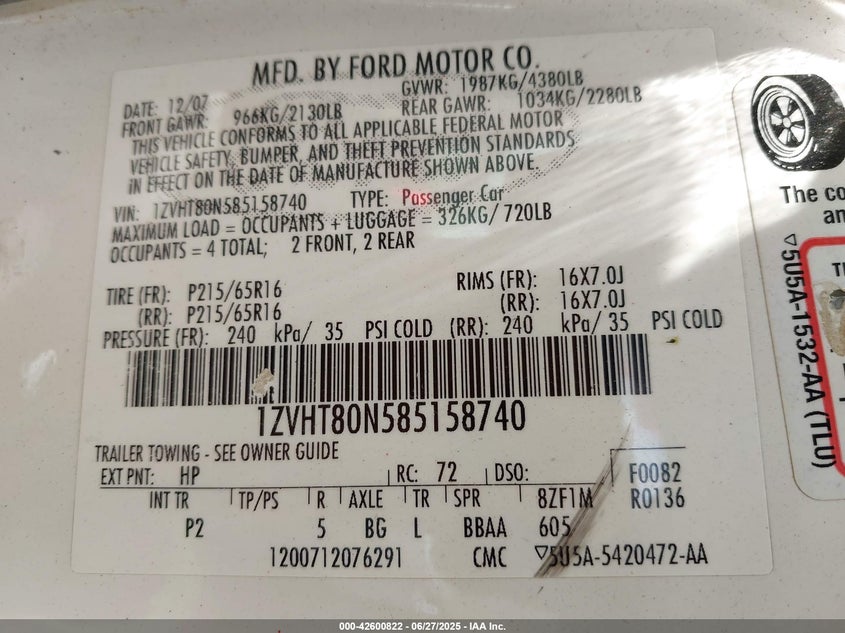 MFD. BY FORD MOTOR CO.
DATE: 12/07 GVWR: 1987KG/4380LB
FRONT GAWR: 966KG/2130LB REAR GAWR: 1034KG/2280LB
THIS VEHICLE CONFORMS TO ALL APPLICABLE FEDERAL MOTOR
VEHICLE SAFETY, BUMPER, AND THEFT PREVENTION STANDARDS
IN EFFECT ON THE DATE OF MANUFACTURE SHOWN ABOVE.
VIN: 1ZVHT80N585158740 TYPE: Passenger Car
MAXIMUM LOAD = OCCUPANTS + LUGGAGE = 326KG/ 720LB
OCCUPANTS = 4 TOTAL; 2 FRONT, 2 REAR
TIRE (FR): P215/65R16 RIMS (FR): 16X7.0J
(RR): P215/65R16 (RR): 16X7.0J
PRESSURE (FR): 240 kPa/ 35 PSI COLD (RR): 240 kPa/ 35 PSI COLD
1ZVHT80N585158740
TRAILER TOWING - SEE OWNER GUIDE
EXT PNT: HP RC: 72 DSO: F0082
INT TR TP/PS R AXLE TR SPR 8ZF1M R0136
P2 5 BG L BBAA 605
1200712076291 CMC ▽5U5A-5420472-AA
The co
an
▽5U5A-1532-AA (TLU)
000-42600822 - 06/27/2025 - IAA Inc.